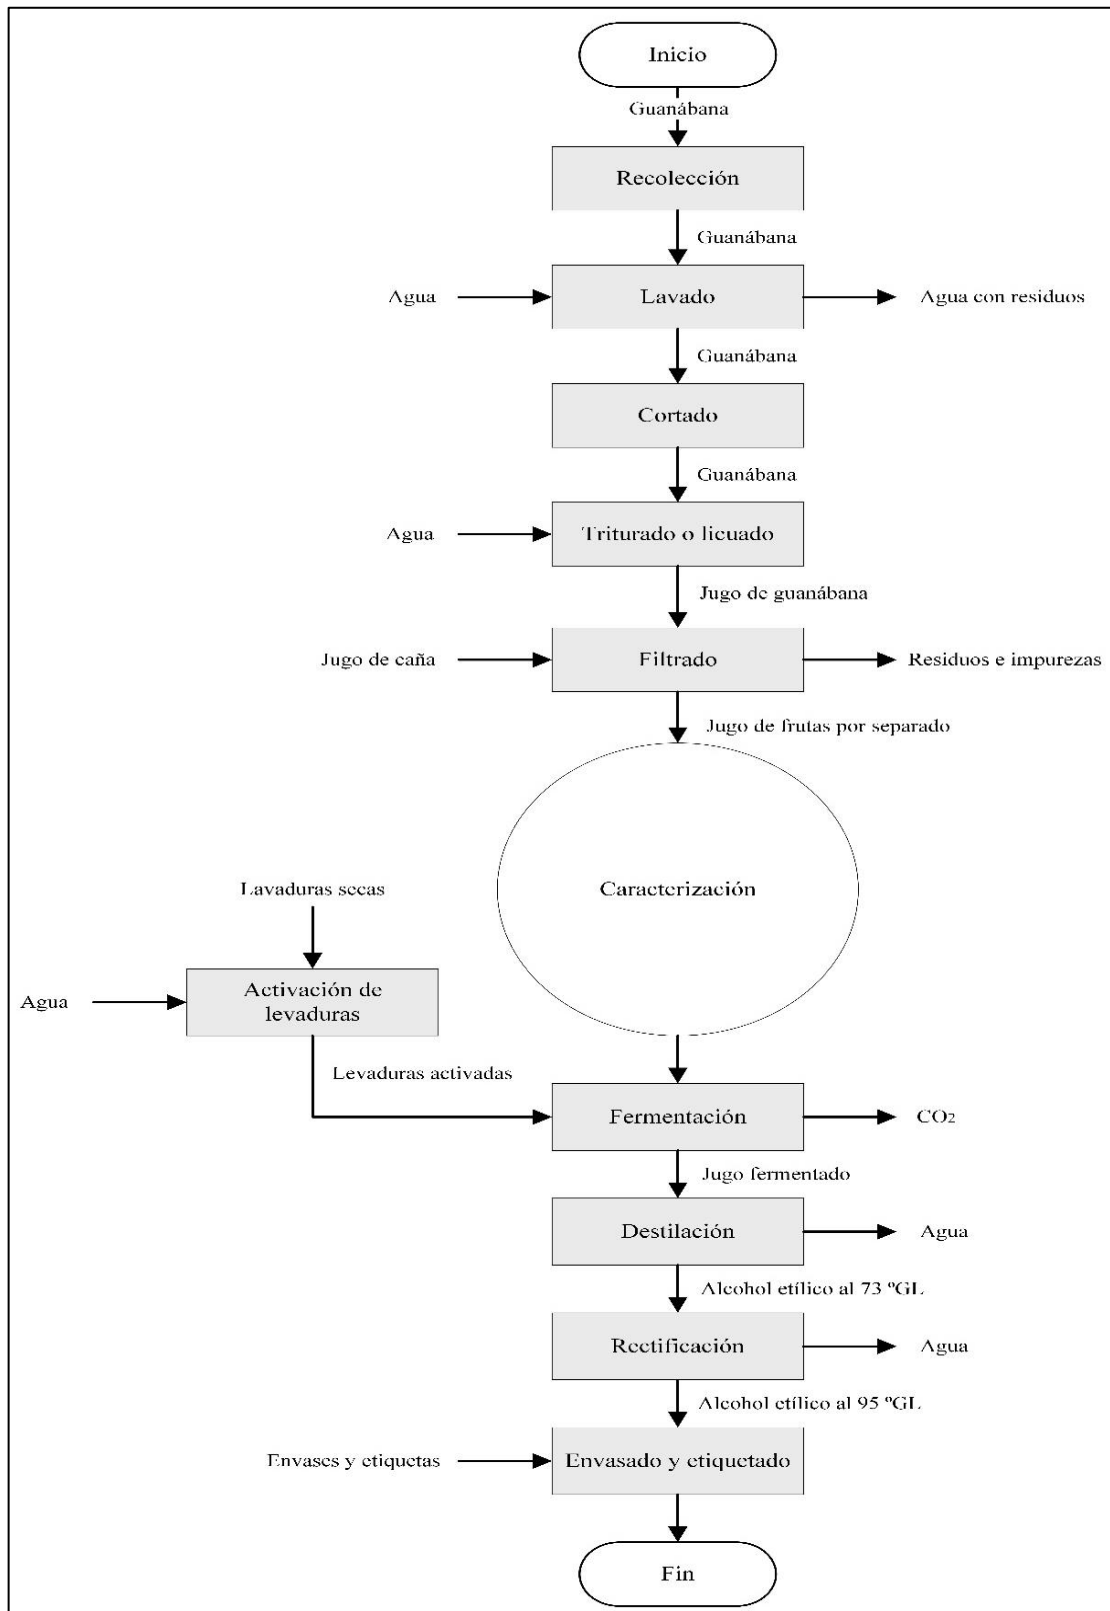 Inicio
Guanábana
Recolección
Guanábana
Agua
Lavado
Agua con residuos
Guanábana
Cortado
Guanábana
Agua
Triturado o licuado
Jugo de guanábana
Jugo de caña
Filtrado
Residuos e impurezas
Jugo de frutas por separado
Caracterización
Lavaduras secas
Agua
Activación de
levaduras
Levaduras activadas
Fermentación
CO₂
Jugo fermentado
Destilación
Agua
Alcohol etílico al 73 ºGL
Rectificación
Agua
Alcohol etílico al 95 ºGL
Envases y etiquetas
Envasado y etiquetado
Fin